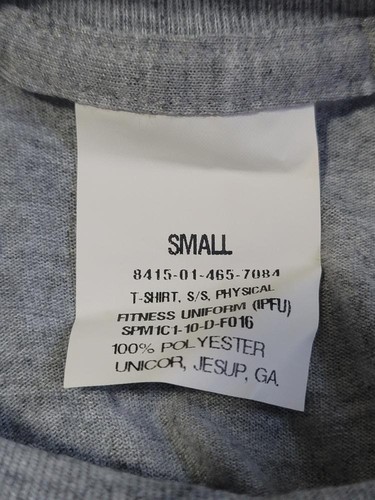 SMALL
8415-01-465-7084
T-SHIRT, S/S, PHYSICAL
FITNESS UNIFORM (IPFU)
SPM1C1-10-D-F016
100% POLYESTER
UNICOR, JESUP, GA